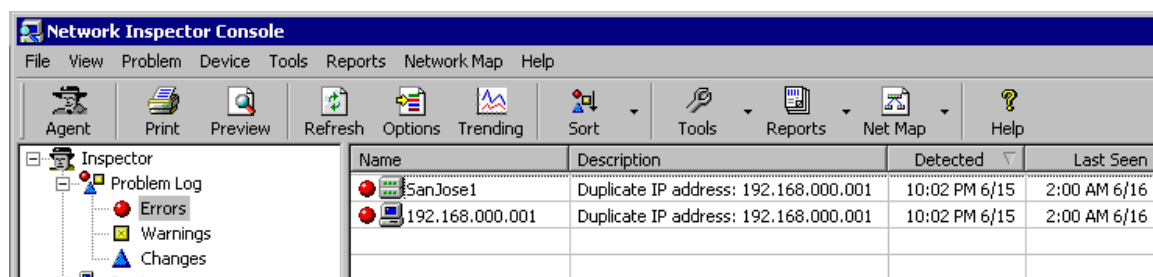 Network Inspector Console
File View Problem Device Tools Reports Network Map Help
Agent Print Preview Refresh Options Trending Sort Tools Reports Net Map Help
Inspector
Problem Log
Errors
Warnings
Changes
Name Description Detected Last Seen
SanJose1 Duplicate IP address: 192.168.000.001 10:02 PM 6/15 2:00 AM 6/16
192.168.000.001 Duplicate IP address: 192.168.000.001 10:02 PM 6/15 2:00 AM 6/16